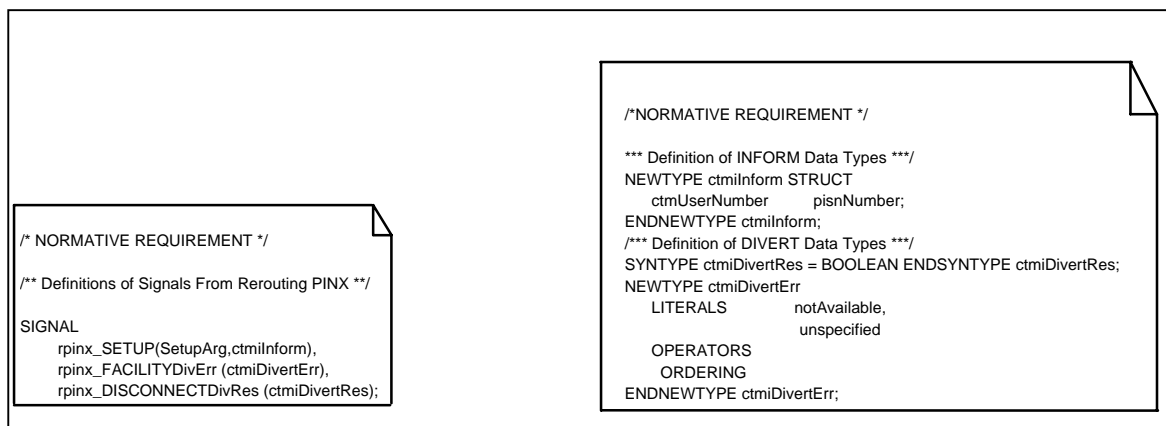 /* NORMATIVE REQUIREMENT */
/** Definitions of Signals From Rerouting PINX **/
SIGNAL
rpinx_SETUP(SetupArg,ctmiInform),
rpinx_FACILITYDivErr (ctmiDivertErr),
rpinx_DISCONNECTDivRes (ctmiDivertRes);
/*NORMATIVE REQUIREMENT */
*** Definition of INFORM Data Types ***/
NEWTYPE ctmiInform STRUCT
ctmUserNumber pisnNumber;
ENDNEWTYPE ctmiInform;
/*** Definition of DIVERT Data Types ***/
SYNTYPE ctmiDivertRes = BOOLEAN ENDSYNTYPE ctmiDivertRes;
NEWTYPE ctmiDivertErr
LITERALS notAvailable,
unspecified
OPERATORS
ORDERING
ENDNEWTYPE ctmiDivertErr;